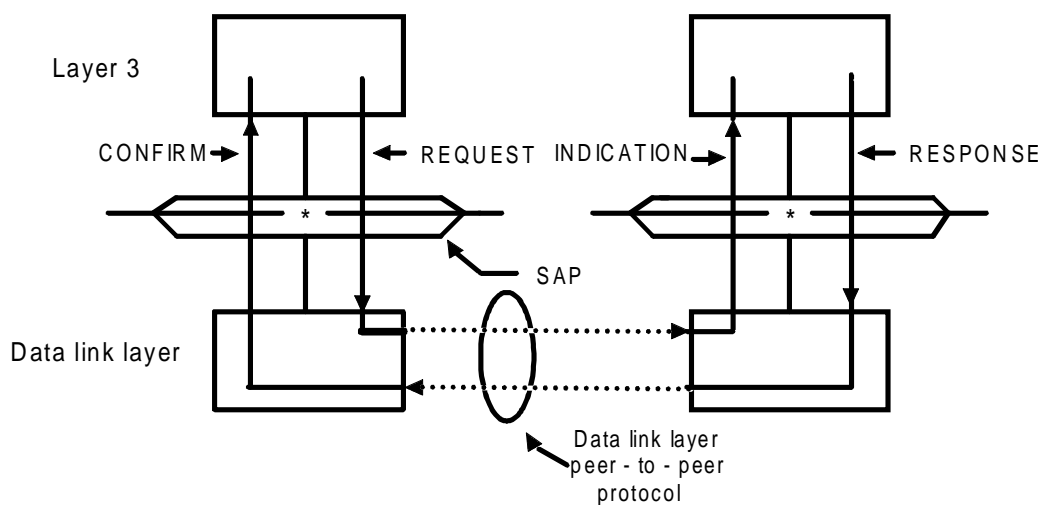 Layer 3
CONFIRM
REQUEST
INDICATION
RESPONSE
*
*
SAP
Data link layer
Data link layer
peer - to - peer
protocol